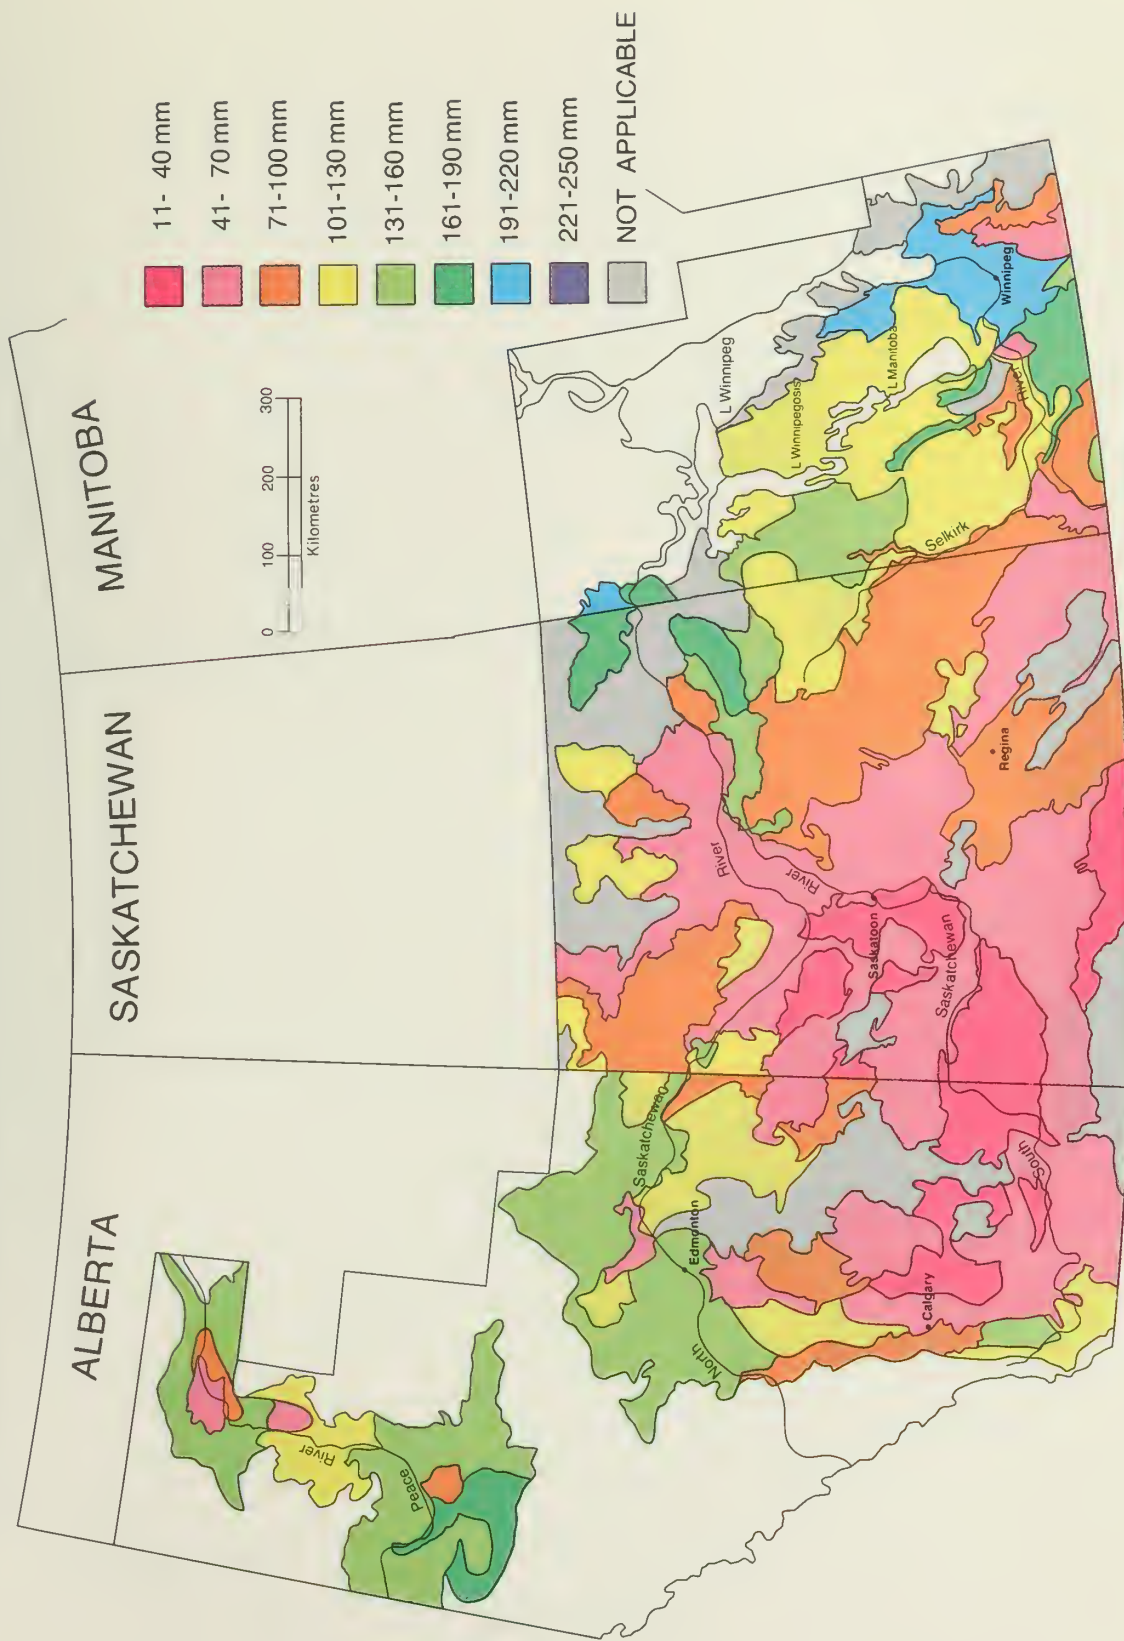 ALBERTA
SASKATCHEWAN
MANITOBA
0 100 200 300
Kilometres
11- 40 mm
41- 70 mm
71-100 mm
101-130 mm
131-160 mm
161-190 mm
191-220 mm
221-250 mm
NOT APPLICABLE
Peace
River
North
Saskatchewan
River
Edmonton
Calgary
South
Saskatchewan
River
Saskatoon
Regina
Selkirk
River
L Winnipegosis
L Manitoba
L Winnipeg
Winnipeg